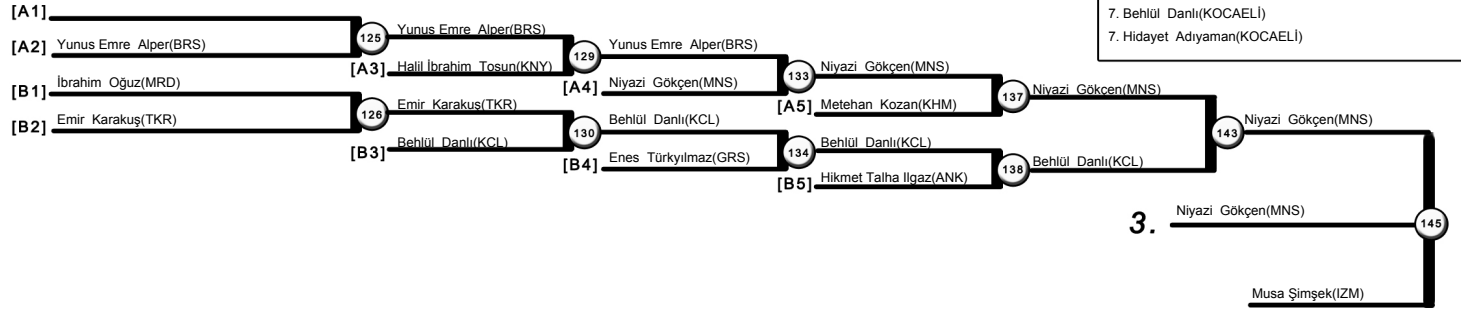 [A1]
[A2] Yunus Emre Alper(BRS)
125
Yunus Emre Alper(BRS)
[A3] Halil İbrahim Tosun(KNY)
129
Yunus Emre Alper(BRS)
[A4] Niyazi Gökçen(MNS)
133
Niyazi Gökçen(MNS)
[A5] Metehan Kozan(KHM)
137
Niyazi Gökçen(MNS)
[B1] İbrahim Oğuz(MRD)
[B2] Emir Karakuş(TKR)
126
Emir Karakuş(TKR)
[B3] Behlül Danlı(KCL)
130
Behlül Danlı(KCL)
[B4] Enes Türkyılmaz(GRS)
134
Behlül Danlı(KCL)
[B5] Hikmet Talha Ilgaz(ANK)
138
Behlül Danlı(KCL)
143
Niyazi Gökçen(MNS)
3. Niyazi Gökçen(MNS)
145
Musa Şimşek(IZM)
7. Behlül Danlı(KOCAELİ)
7. Hidayet Adıyaman(KOCAELİ)